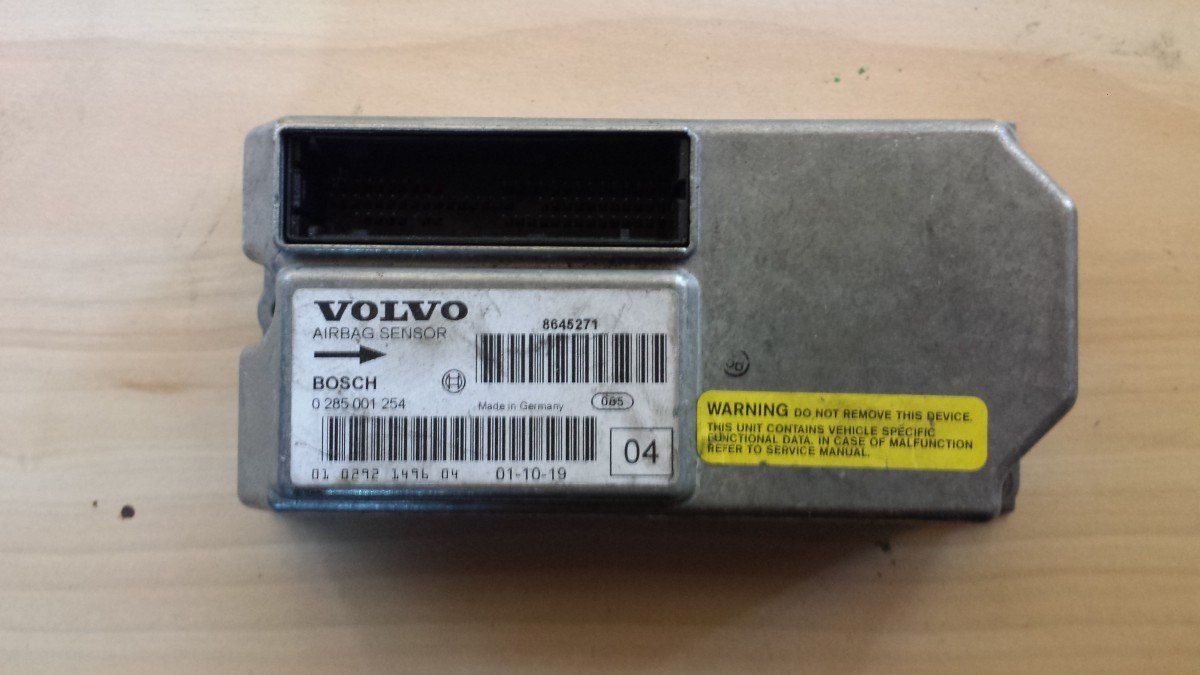 VOLVO
AIRBAG SENSOR
8645271
BOSCH
0 285 001 254
Made in Germany
085
01 0292 1496 04
01-10-19
04
WARNING DO NOT REMOVE THIS DEVICE.
THIS UNIT CONTAINS VEHICLE SPECIFIC
FUNCTIONAL DATA. IN CASE OF MALFUNCTION
REFER TO SERVICE MANUAL.